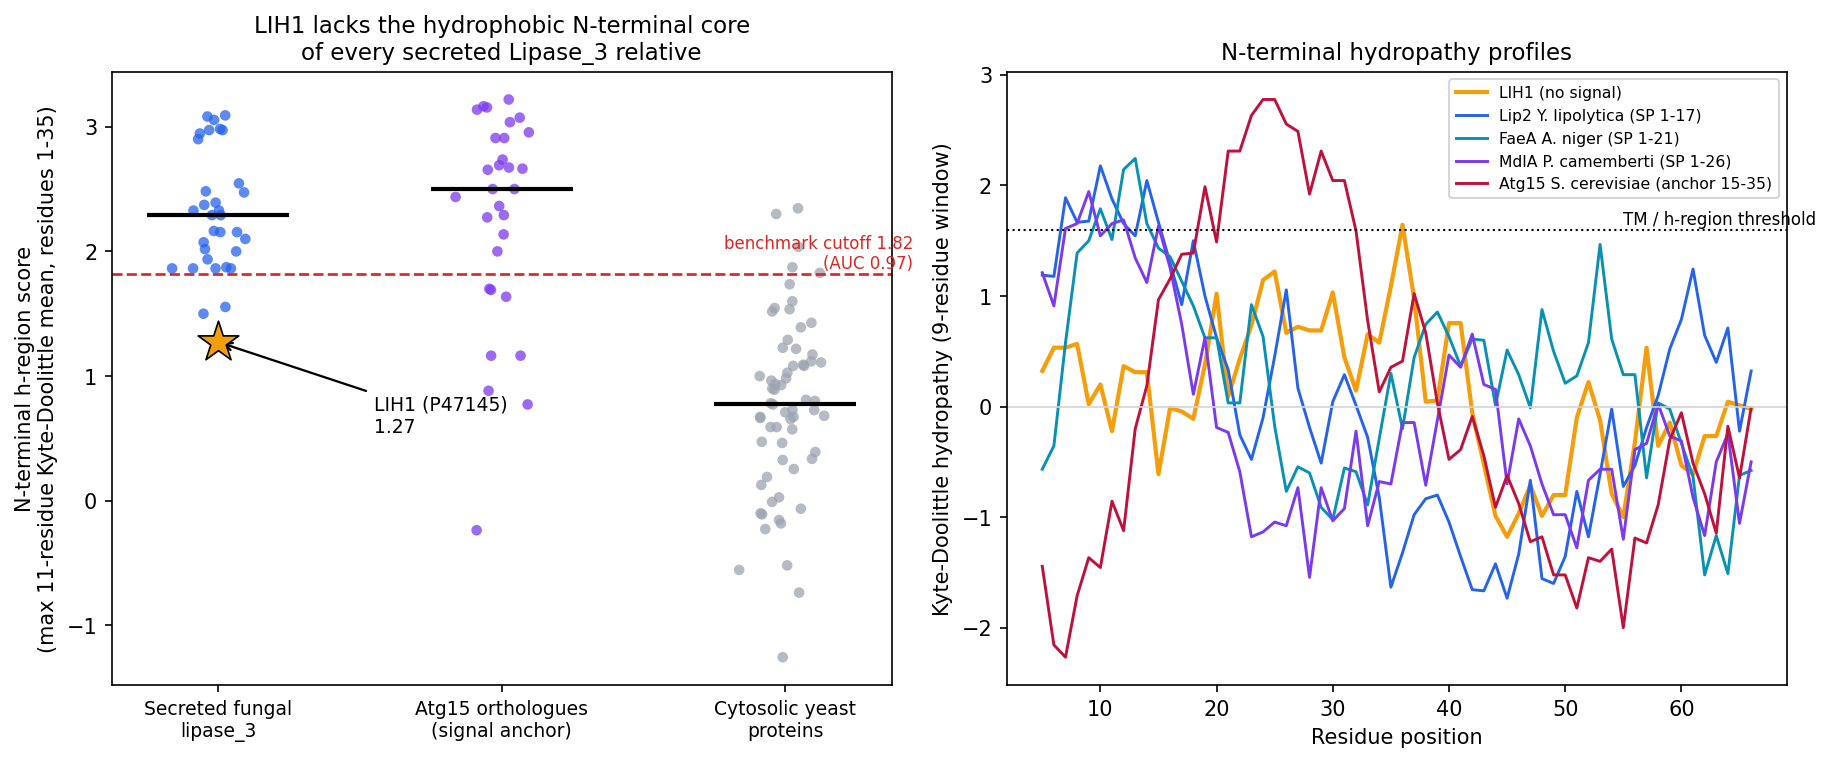 LIH1 lacks the hydrophobic N-terminal core
of every secreted Lipase_3 relative
N-terminal h-region score
(max 11-residue Kyte-Doolittle mean, residues 1-35)
3
2
1
0
−1
benchmark cutoff 1.82
(AUC 0.97)
LIH1 (P47145)
1.27
Secreted fungal
lipase_3
Atg15 orthologues
(signal anchor)
Cytosolic yeast
proteins
N-terminal hydropathy profiles
Kyte-Doolittle hydropathy (9-residue window)
3
2
1
0
−1
−2
LIH1 (no signal)
Lip2 Y. lipolytica (SP 1-17)
FaeA A. niger (SP 1-21)
MdlA P. camemberti (SP 1-26)
Atg15 S. cerevisiae (anchor 15-35)
TM / h-region threshold
10
20
30
40
50
60
Residue position